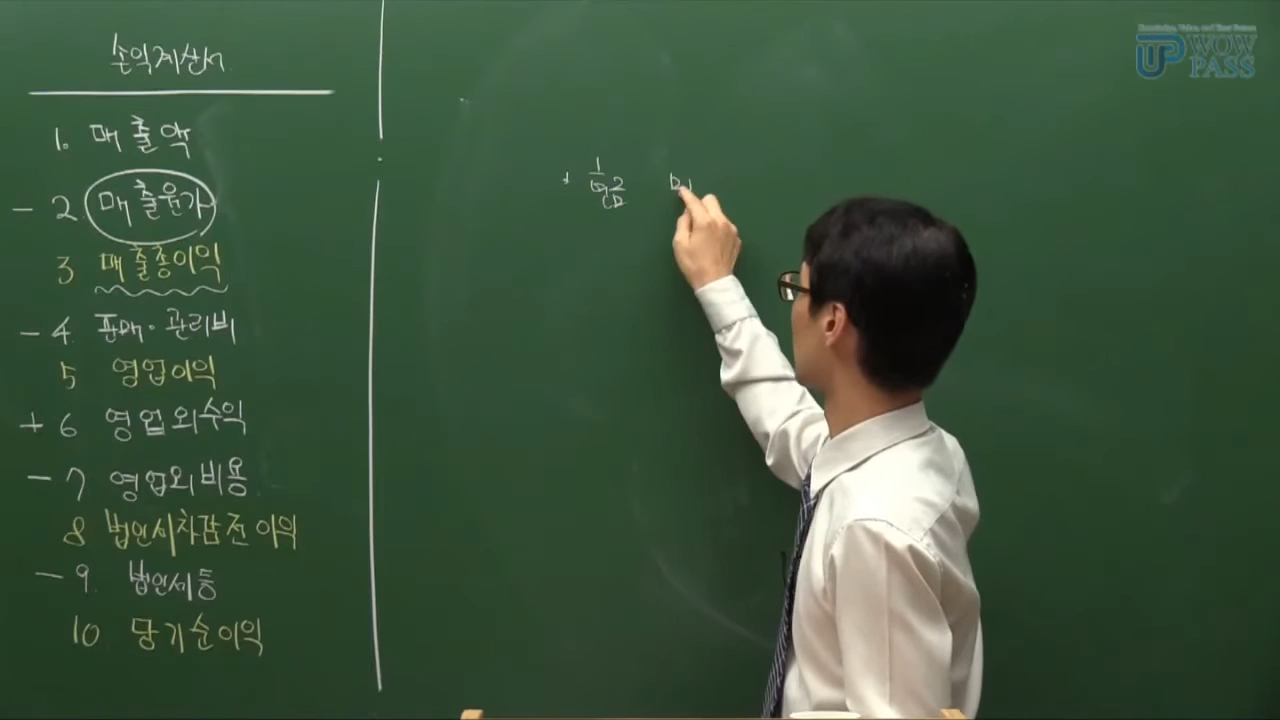 손익계산서
1. 매출액
- 2. 매출원가
3 매출총이익
- 4. 판매·관리비
5 영업이익
+ 6 영업외수익
- 7 영업외비용
8 법인세차감전이익
- 9. 법인세등
10 당기순이익
UP WOW
PASS